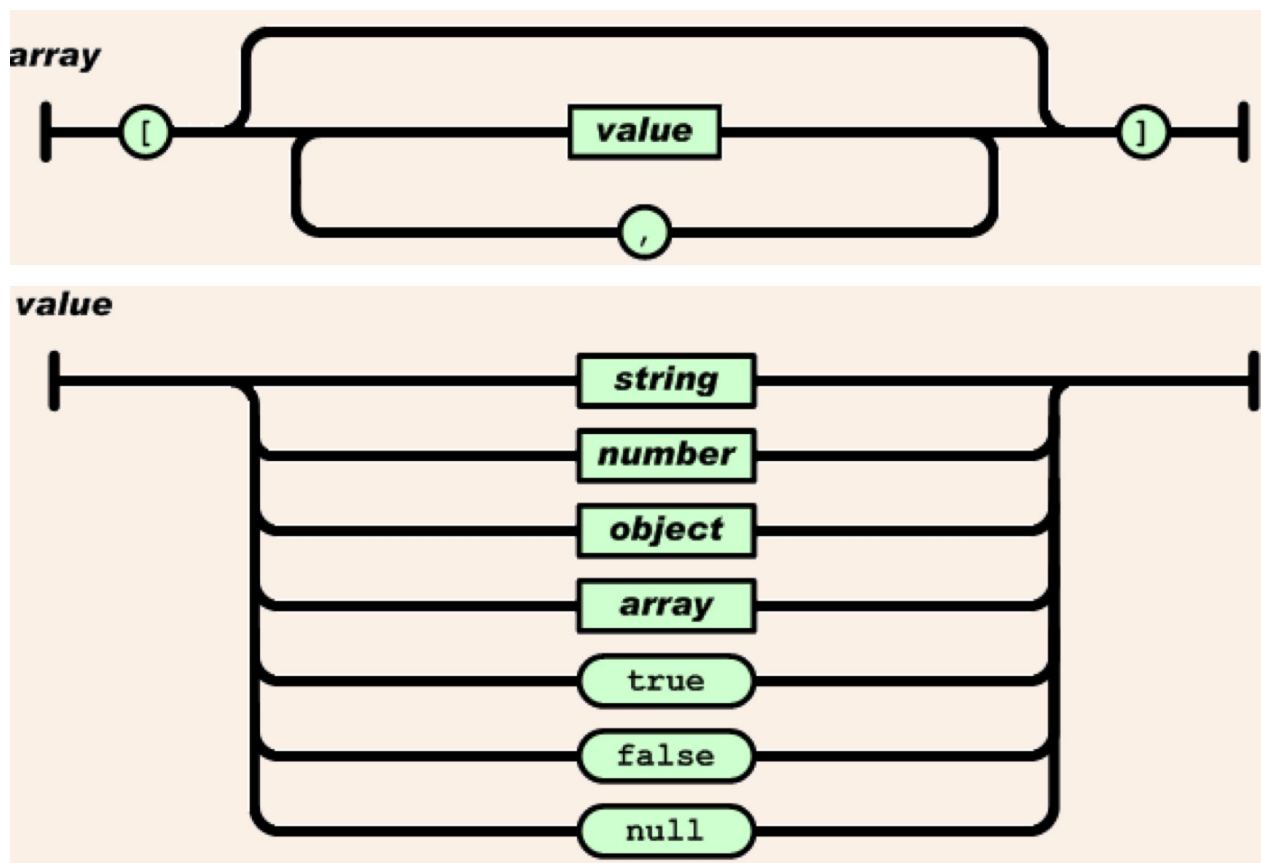 array
[ value ]
,
value
string
number
object
array
true
false
null